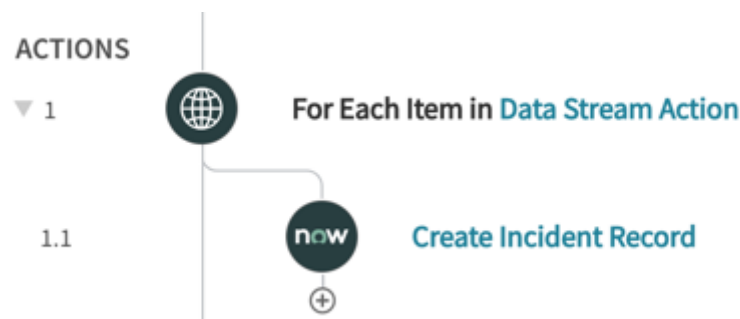 ACTIONS
1 For Each Item in Data Stream Action
1.1 now Create Incident Record